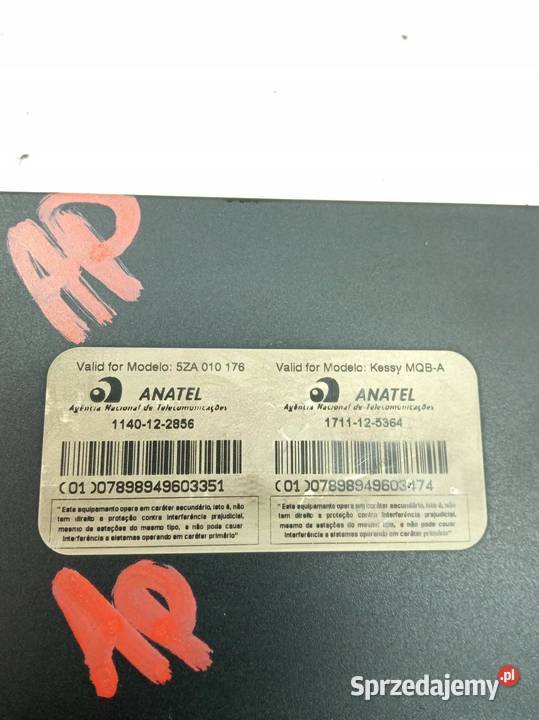 AP
Valid for Modelo: 5ZA 010 176
ANATEL
Agência Nacional de Telecomunicações
1140-12-2856
(01)07898949603351
"Este equipamento opera em caráter secundário, isto é, não
tem direito a proteção contra interferência prejudicial,
mesmo de estações do mesmo tipo, e não pode causar
interferência a sistemas operando em caráter primário"
Valid for Modelo: Kessy MQB-A
ANATEL
Agência Nacional de Telecomunicações
1711-12-5364
(01)07898949603474
"Este equipamento opera em caráter secundário, isto é, não
tem direito a proteção contra interferência prejudicial,
mesmo de estações do mesmo tipo, e não pode causar
interferência a sistemas operando em caráter primário"
AP
Sprzedajemy.pl